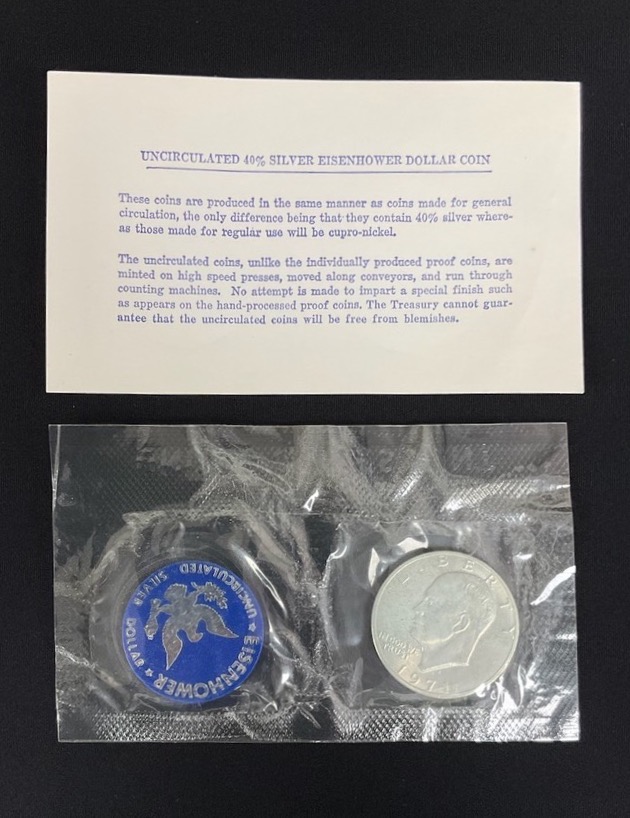 UNCIRCULATED 40% SILVER EISENHOWER DOLLAR COIN
These coins are produced in the same manner as coins made for general
circulation, the only difference being that they contain 40% silver where-
as those made for regular use will be cupro-nickel.
The uncirculated coins, unlike the individually produced proof coins, are
minted on high speed presses, moved along conveyors, and run through
counting machines. No attempt is made to impart a special finish such
as appears on the hand-processed proof coins. The Treasury cannot guar-
antee that the uncirculated coins will be free from blemishes.
UNCIRCULATED SILVER DOLLAR
★ EISENHOWER ★
LIBERTY
IN GOD WE
TRUST